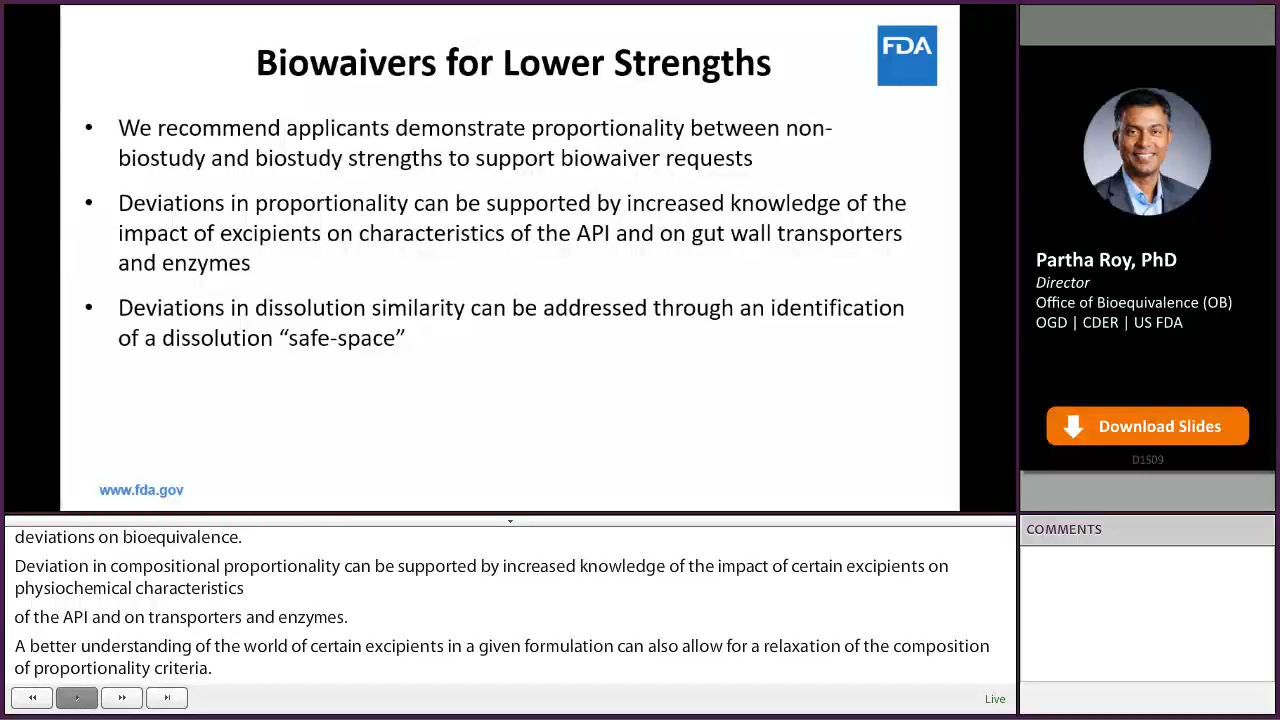 Biowaivers for Lower Strengths
FDA
• We recommend applicants demonstrate proportionality between non-
biostudy and biostudy strengths to support biowaiver requests
• Deviations in proportionality can be supported by increased knowledge of the
impact of excipients on characteristics of the API and on gut wall transporters
and enzymes
• Deviations in dissolution similarity can be addressed through an identification
of a dissolution “safe-space”
www.fda.gov
Partha Roy, PhD
Director
Office of Bioequivalence (OB)
OGD | CDER | US FDA
Download Slides
D1S09
deviations on bioequivalence.
Deviation in compositional proportionality can be supported by increased knowledge of the impact of certain excipients on
physiochemical characteristics
of the API and on transporters and enzymes.
A better understanding of the world of certain excipients in a given formulation can also allow for a relaxation of the composition
of proportionality criteria.
Live
COMMENTS